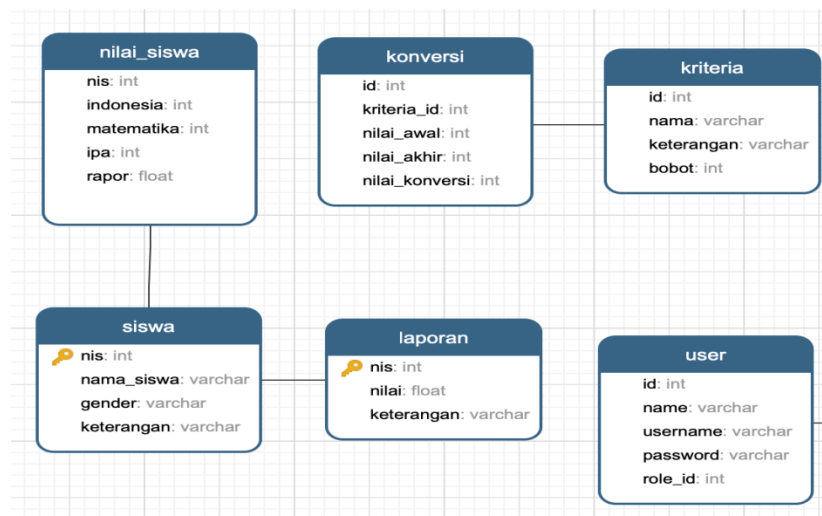 nilai_siswa
nis: int
indonesia: int
matematika: int
ipa: int
rapor: float
konversi
id: int
kriteria_id: int
nilai_awal: int
nilai_akhir: int
nilai_konversi: int
kriteria
id: int
nama: varchar
keterangan: varchar
bobot: int
siswa
nis: int
nama_siswa: varchar
gender: varchar
keterangan: varchar
laporan
nis: int
nilai: float
keterangan: varchar
user
id: int
name: varchar
username: varchar
password: varchar
role_id: int